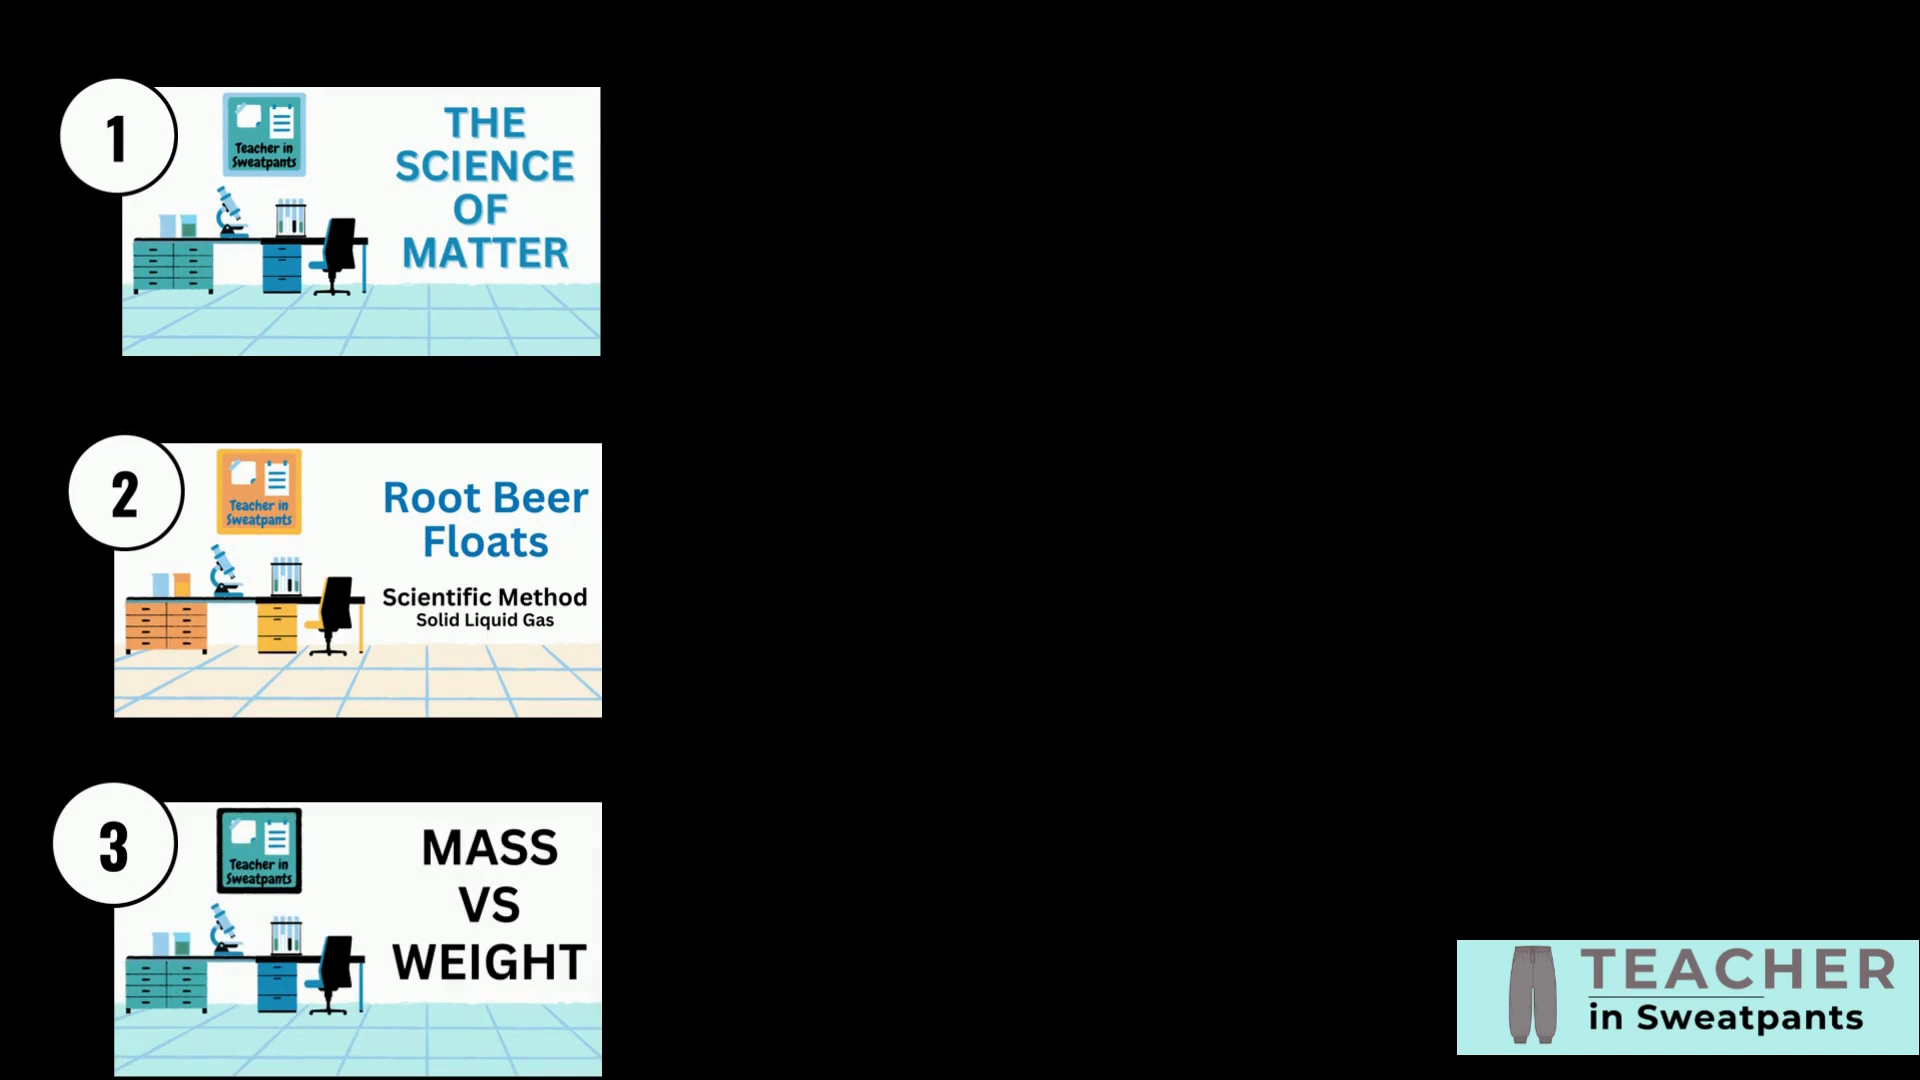 1
Teacher in
Sweatpants
THE
SCIENCE
OF
MATTER
2
Teacher in
Sweatpants
Root Beer
Floats
Scientific Method
Solid Liquid Gas
3
Teacher in
Sweatpants
MASS
VS
WEIGHT
TEACHER
in Sweatpants